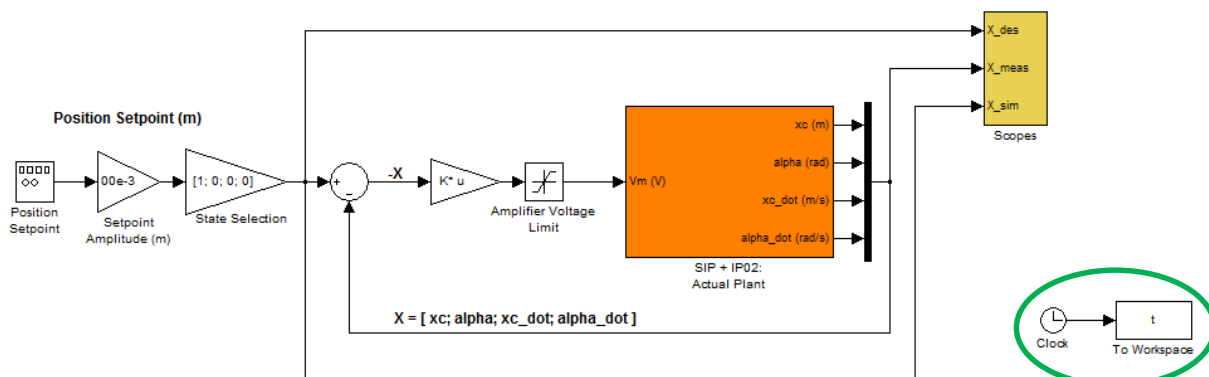 X_des
X_meas
X_sim
Scopes
Position Setpoint (m)
Position
Setpoint
00e-3
Setpoint
Amplitude (m)
[1; 0; 0; 0]
State Selection
+
-
-X
K* u
Amplifier Voltage
Limit
Vm (V)
xc (m)
alpha (rad)
xc_dot (m/s)
alpha_dot (rad/s)
SIP + IP02:
Actual Plant
X = [ xc; alpha; xc_dot; alpha_dot ]
Clock
t
To Workspace